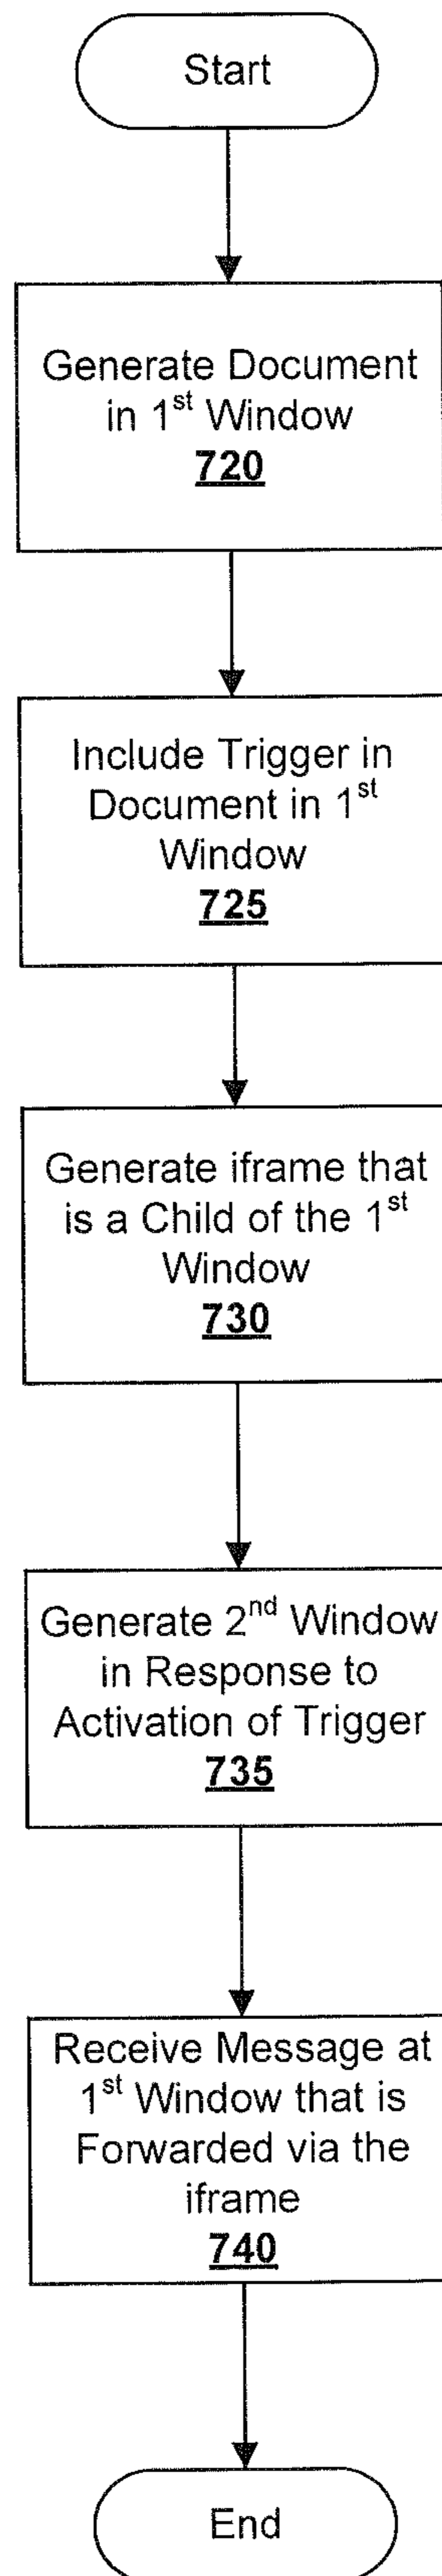 Start
Generate Document
in 1st Window
720
Include Trigger in
Document in 1st
Window
725
Generate iframe that
is a Child of the 1st
Window
730
Generate 2nd Window
in Response to
Activation of Trigger
735
Receive Message at
1st Window that is
Forwarded via the
iframe
740
End